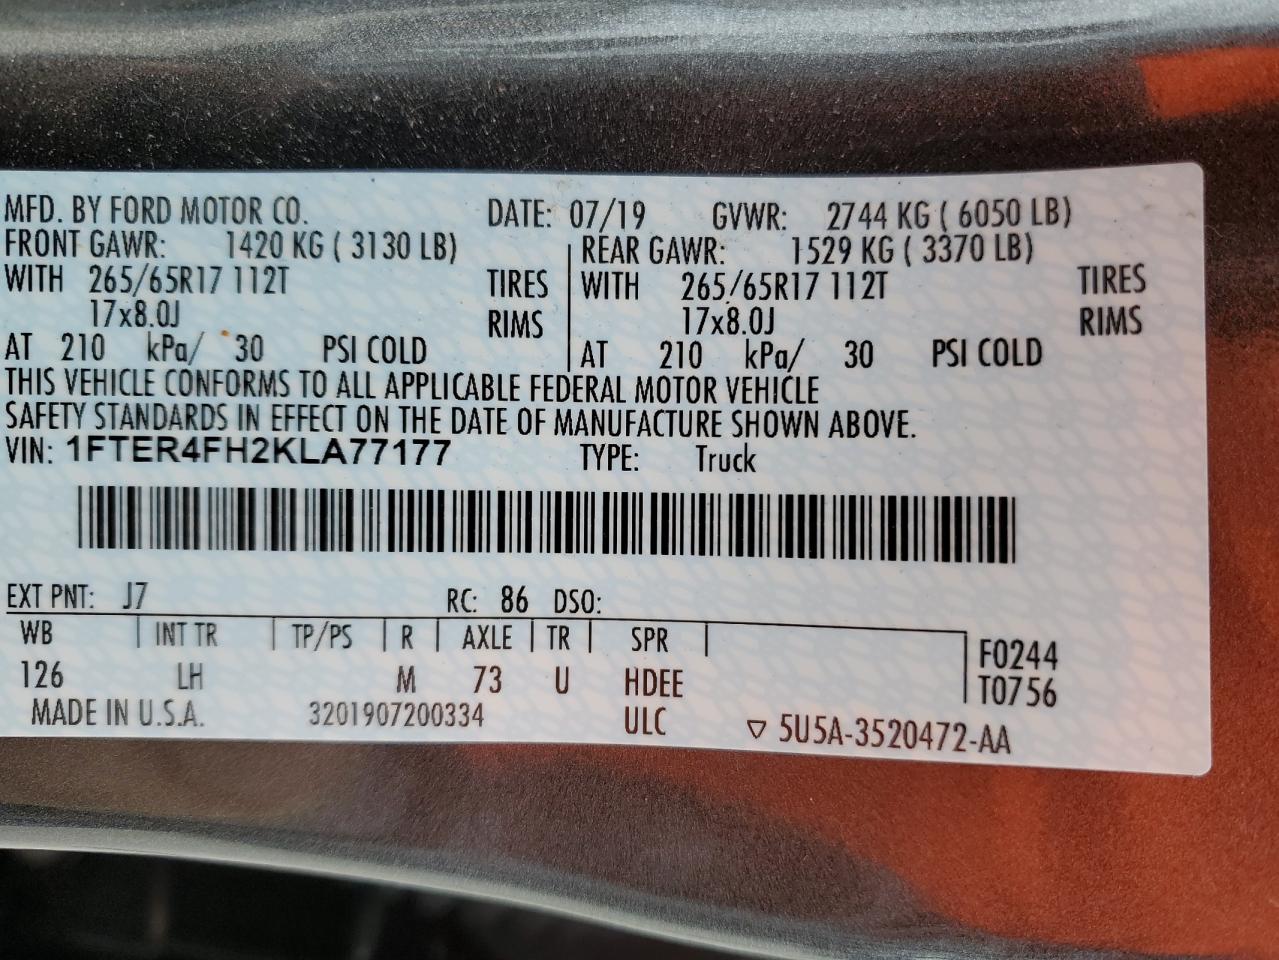 MFD. BY FORD MOTOR CO. DATE: 07/19 GVWR: 2744 KG ( 6050 LB)
FRONT GAWR: 1420 KG ( 3130 LB) REAR GAWR: 1529 KG ( 3370 LB)
WITH 265/65R17 112T TIRES WITH 265/65R17 112T TIRES
17x8.0J RIMS 17x8.0J RIMS
AT 210 kPa/ 30 PSI COLD AT 210 kPa/ 30 PSI COLD
THIS VEHICLE CONFORMS TO ALL APPLICABLE FEDERAL MOTOR VEHICLE
SAFETY STANDARDS IN EFFECT ON THE DATE OF MANUFACTURE SHOWN ABOVE.
VIN: 1FTER4FH2KLA77177 TYPE: Truck
EXT PNT: J7 RC: 86 DSO:
WB INT TR TP/PS R AXLE TR SPR F0244
126 LH M 73 U HDEE T0756
MADE IN U.S.A. 3201907200334 ULC ▽ 5U5A-3520472-AA